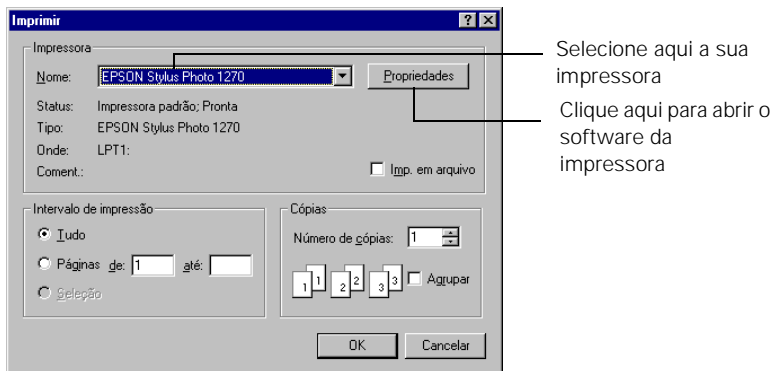 Imprimir
Impressora
Nome: EPSON Stylus Photo 1270 Propriedades
Status: Impressora padrão; Pronta
Tipo: EPSON Stylus Photo 1270
Onde: LPT1:
Coment.: Imp. em arquivo
Selecione aqui a sua
impressora
Clique aqui para abrir o
software da
impressora
Intervalo de impressão
Tudo
Páginas de: 1 até:
Seleção
Cópias
Número de cópias: 1
1 1 2 2 3 3 Agrupar
OK Cancelar